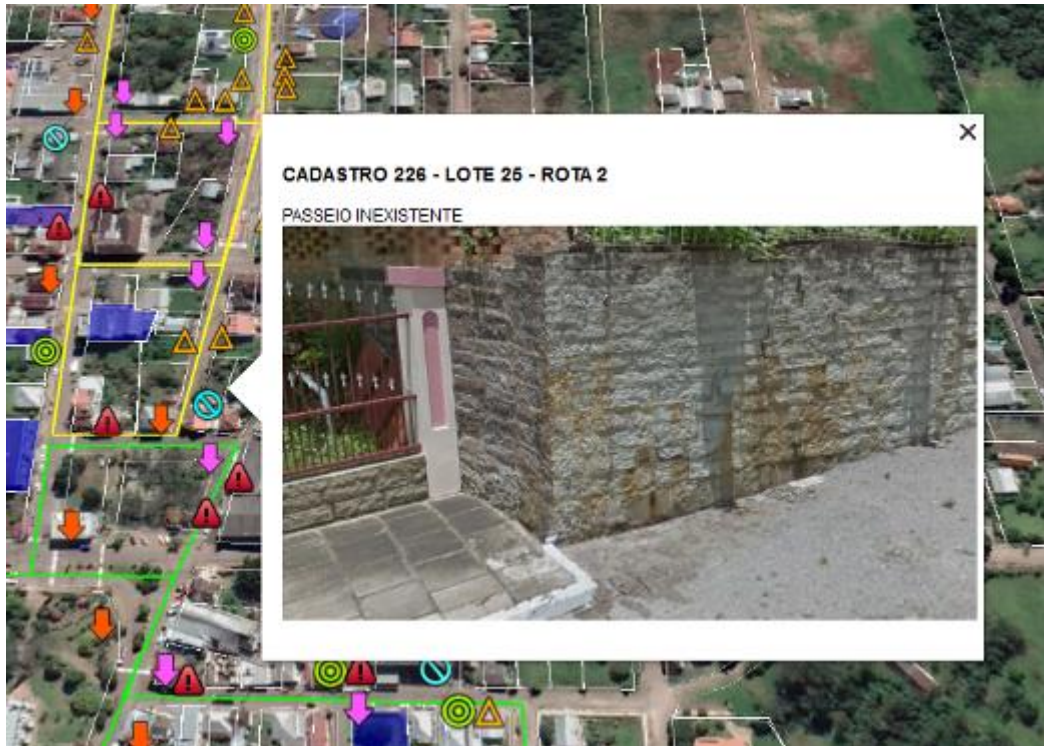 CADASTRO 226 - LOTE 25 - ROTA 2
PASSEIO INEXISTENTE